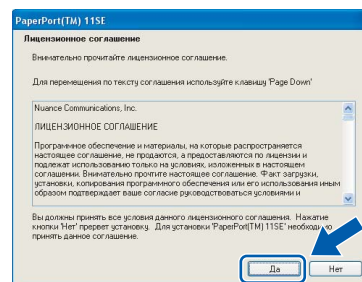 PaperPort(TM) 11SE
Лицензионное соглашение
Внимательно прочитайте лицензионное соглашение.
Для перемещения по тексту соглашения используйте клавишу 'Page Down'
Nuance Communications, Inc.
ЛИЦЕНЗИОННОЕ СОГЛАШЕНИЕ
Программное обеспечение и материалы, на которые распространяется
настоящее соглашение, не продаются, а предоставляются по лицензии и
подлежат использованию только на условиях, изложенных в настоящем
соглашении. Внимательно прочтите настоящее соглашение. Факт загрузки,
установки, копирования программного обеспечения или его использования иным
образом подтверждает ваше согласие руководствоваться условиями и
Вы должны принять все условия данного лицензионного соглашения. Нажатие
кнопки 'Нет' прервет установку. Для установки 'PaperPort(TM) 11SE' необходимо
принять данное соглашение.
Да
Нет